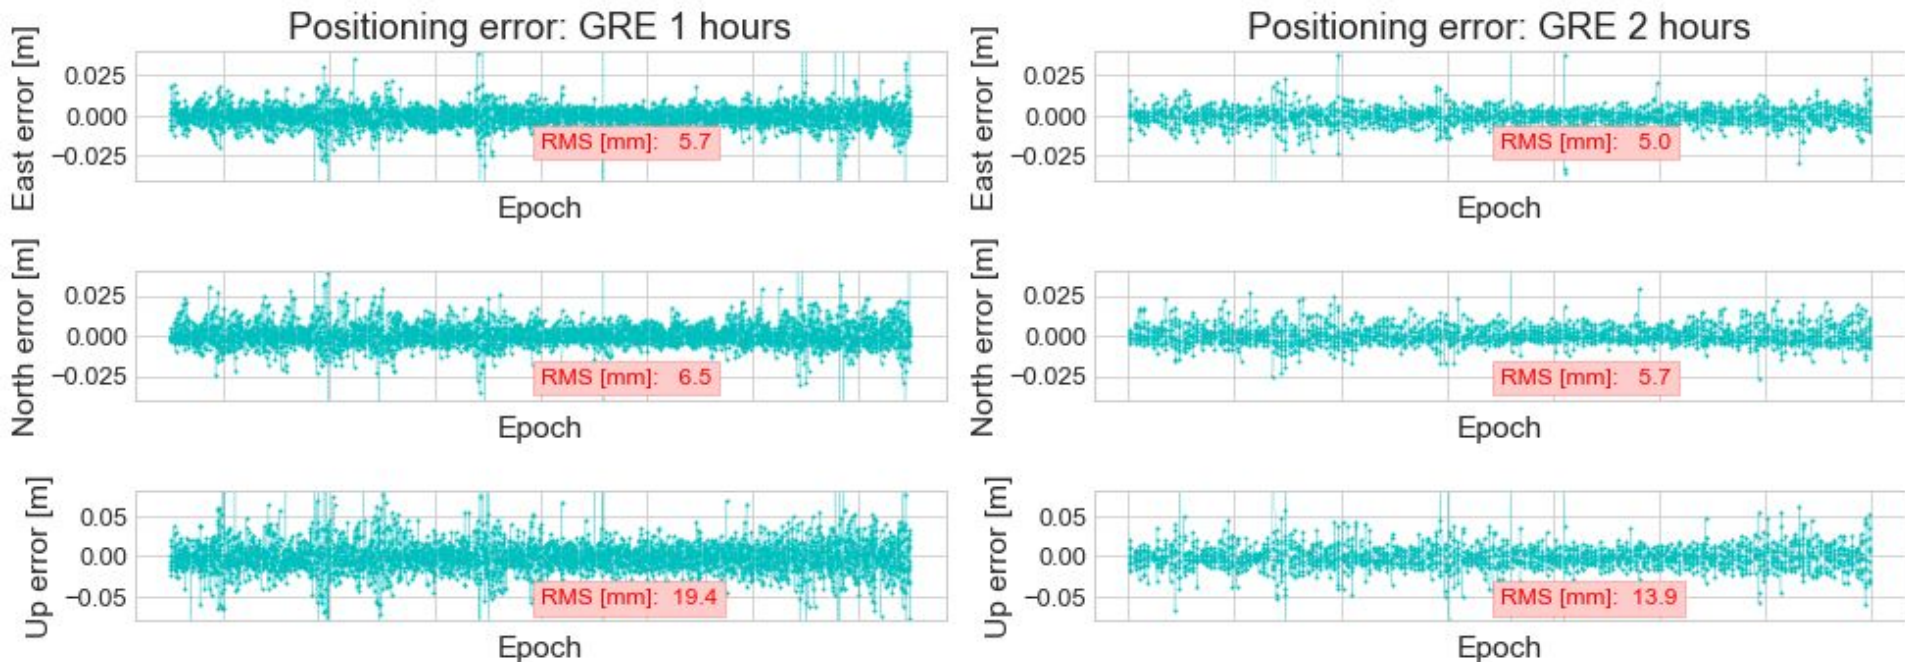 Positioning error: GRE 1 hours
East error [m]
0.025
0.000
−0.025
RMS [mm]: 5.7
Epoch
North error [m]
0.025
0.000
−0.025
RMS [mm]: 6.5
Epoch
Up error [m]
0.05
0.00
−0.05
RMS [mm]: 19.4
Epoch
Positioning error: GRE 2 hours
East error [m]
0.025
0.000
−0.025
RMS [mm]: 5.0
Epoch
North error [m]
0.025
0.000
−0.025
RMS [mm]: 5.7
Epoch
Up error [m]
0.05
0.00
−0.05
RMS [mm]: 13.9
Epoch